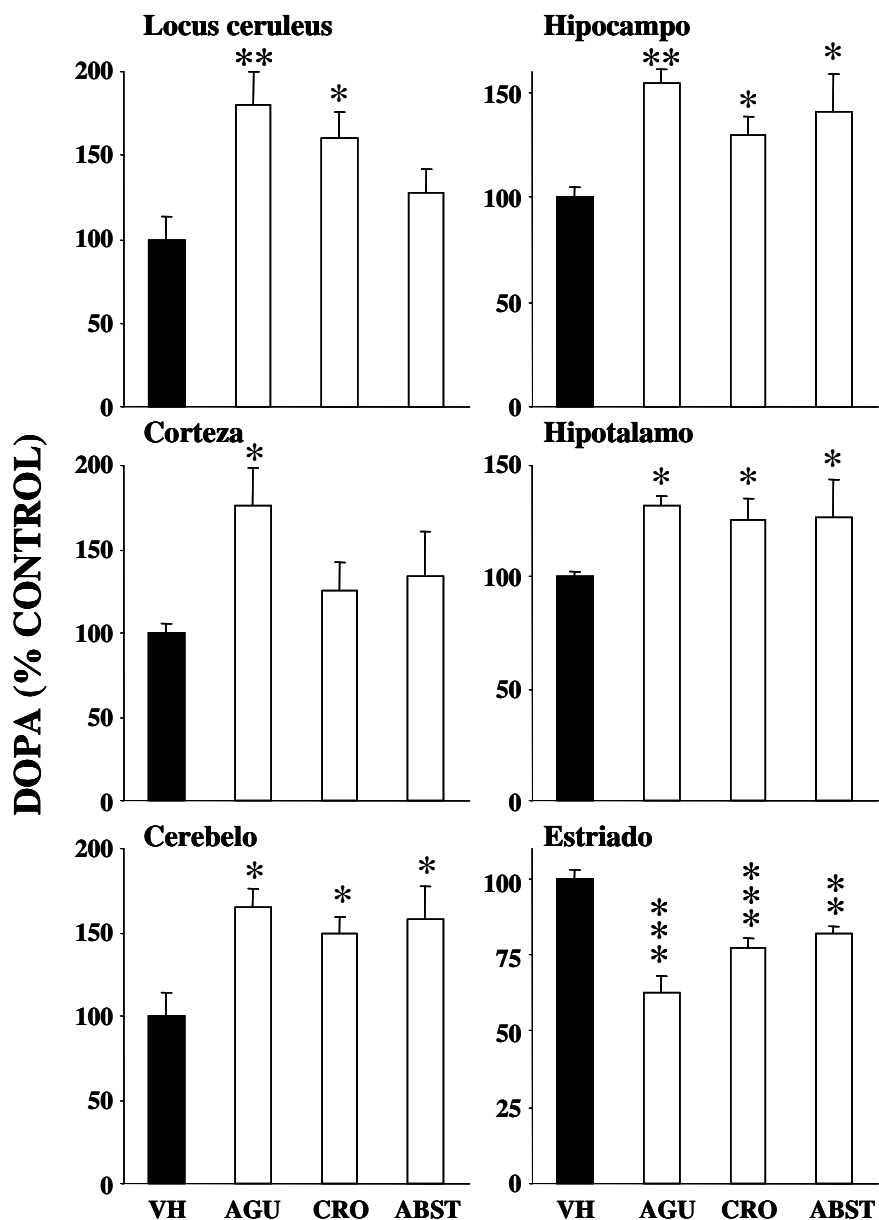 Locus ceruleus
200
150
100
50
0
** *
Hipocampo
150
100
50
0
** * *
Corteza
200
150
100
50
0
*
Hipotalamo
150
100
50
0
* * *
Cerebelo
200
150
100
50
0
* * *
Estriado
100
75
50
25
0
*** *** **
DOPA (% CONTROL)
VH AGU CRO ABST
VH AGU CRO ABST